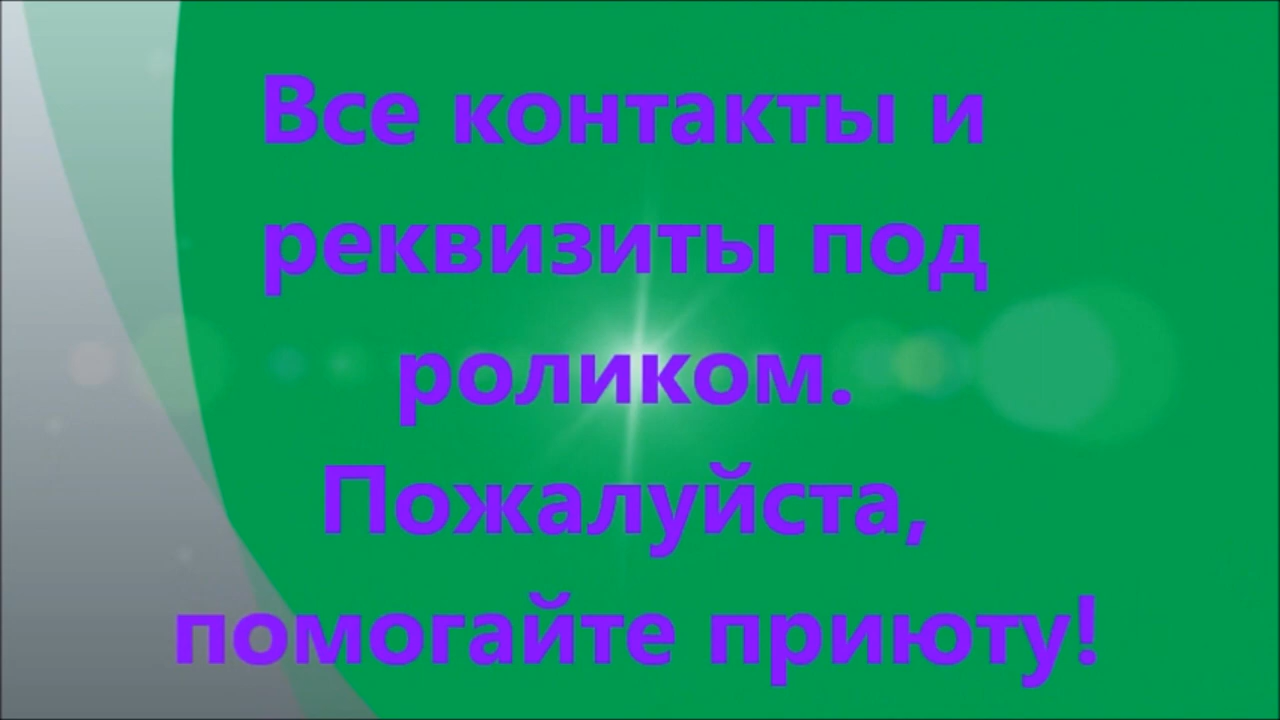 Все контакты и
реквизиты под
роликом.
Пожалуйста,
помогайте приюту!